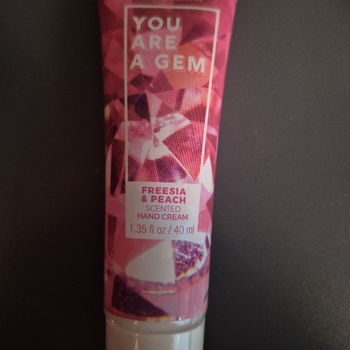 YOU
ARE
A GEM
FREESIA
& PEACH
SCENTED
HAND CREAM
1.35 fl oz / 40 ml